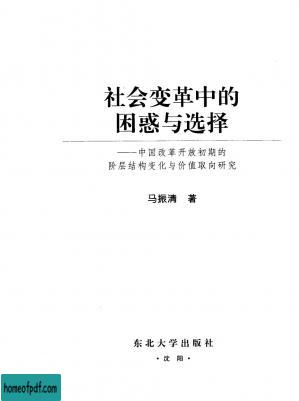 社会变革中的
困惑与选择
——中国改革开放初期的
阶层结构变化与价值取向研究
马振清 著
东北大学出版社
·沈阳·
homeofpdf.com